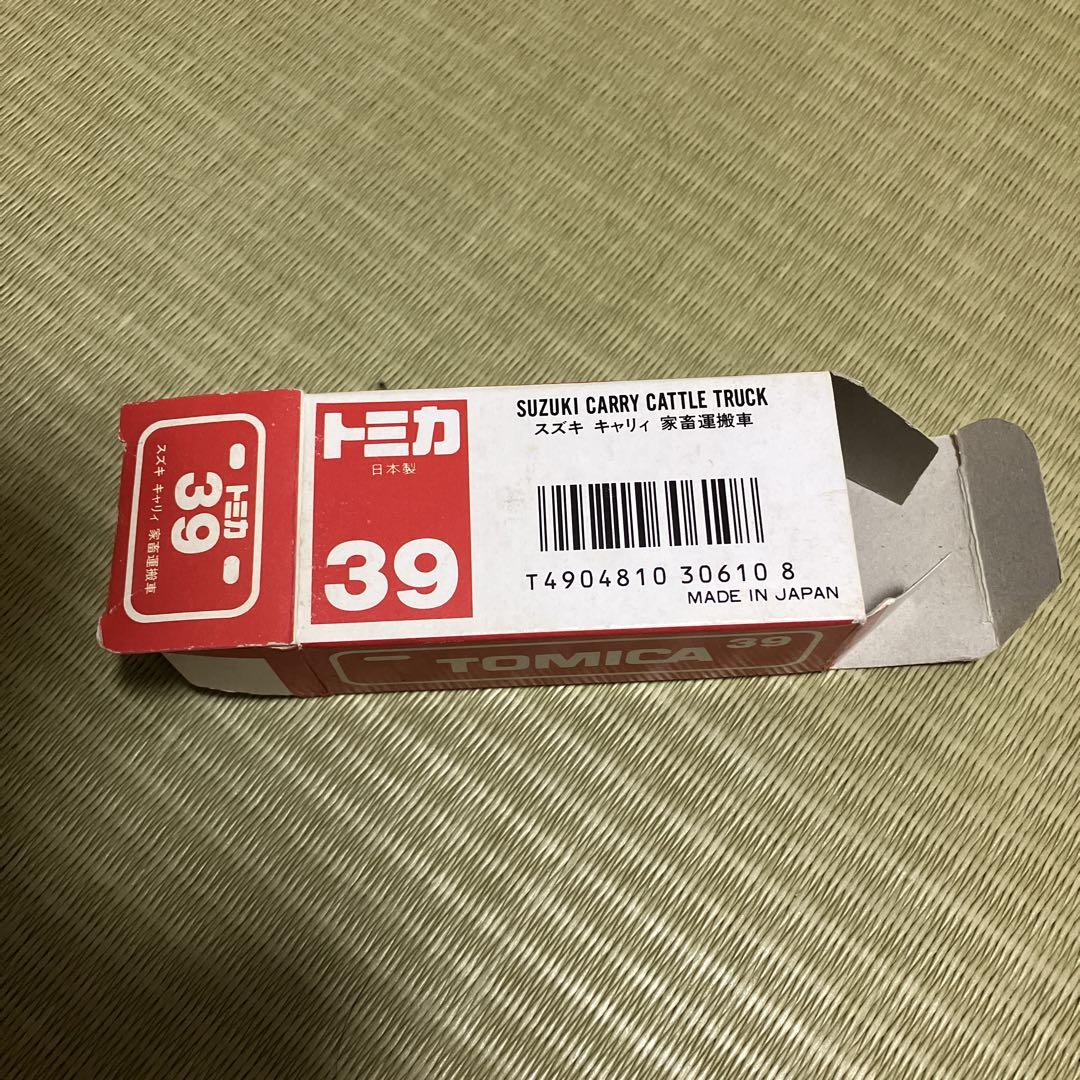 トミカ
日本製
39
SUZUKI CARRY CATTLE TRUCK
スズキ キャリィ 家畜運搬車
T4904810 30610 8
MADE IN JAPAN
トミカ
39
スズキ キャリィ 家畜運搬車
TOMICA 39